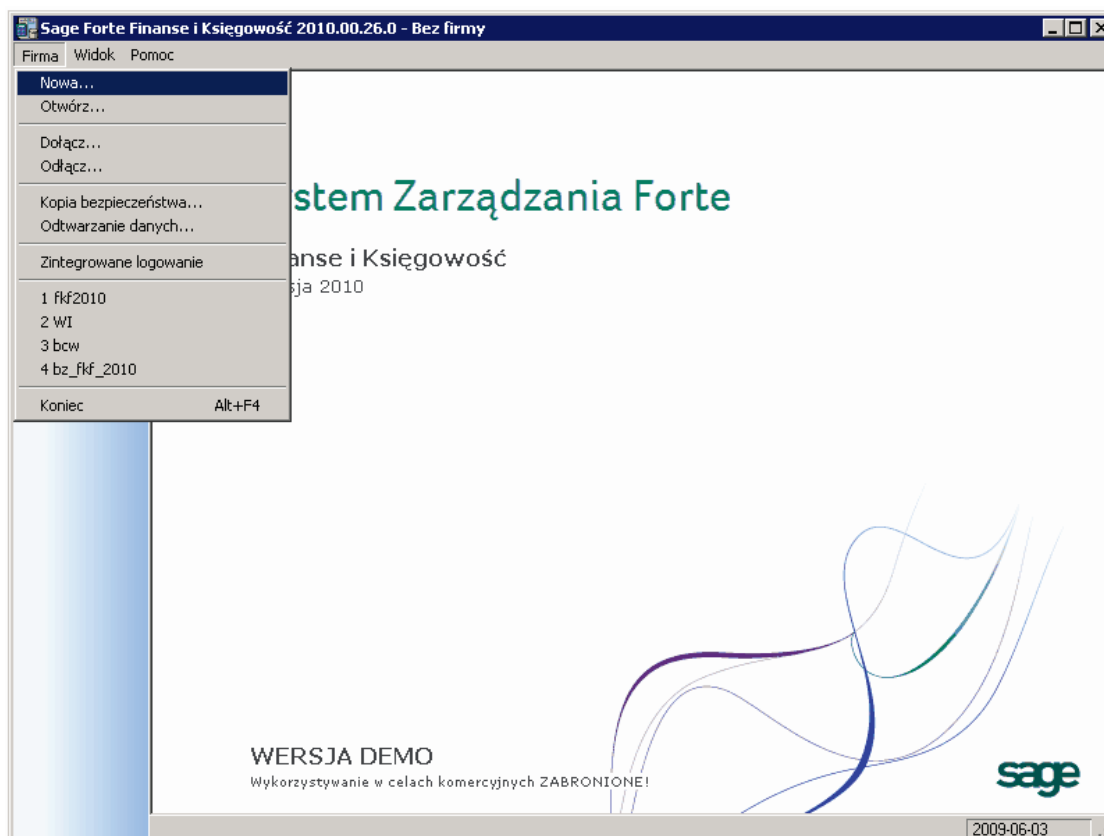 Sage Forte Finanse i Księgowość 2010.00.26.0 - Bez firmy
Firma Widok Pomoc
Nowa...
Otwórz...
Dołącz...
Odłącz...
Kopia bezpieczeństwa...
Odtwarzanie danych...
Zintegrowane logowanie
1 fkf2010
2 WI
3 bcw
4 bz_fkf_2010
Koniec Alt+F4
stem Zarządzania Forte
anse i Księgowość
sja 2010
WERSJA DEMO
Wykorzystywanie w celach komercyjnych ZABRONIONE!
sage
2009-06-03